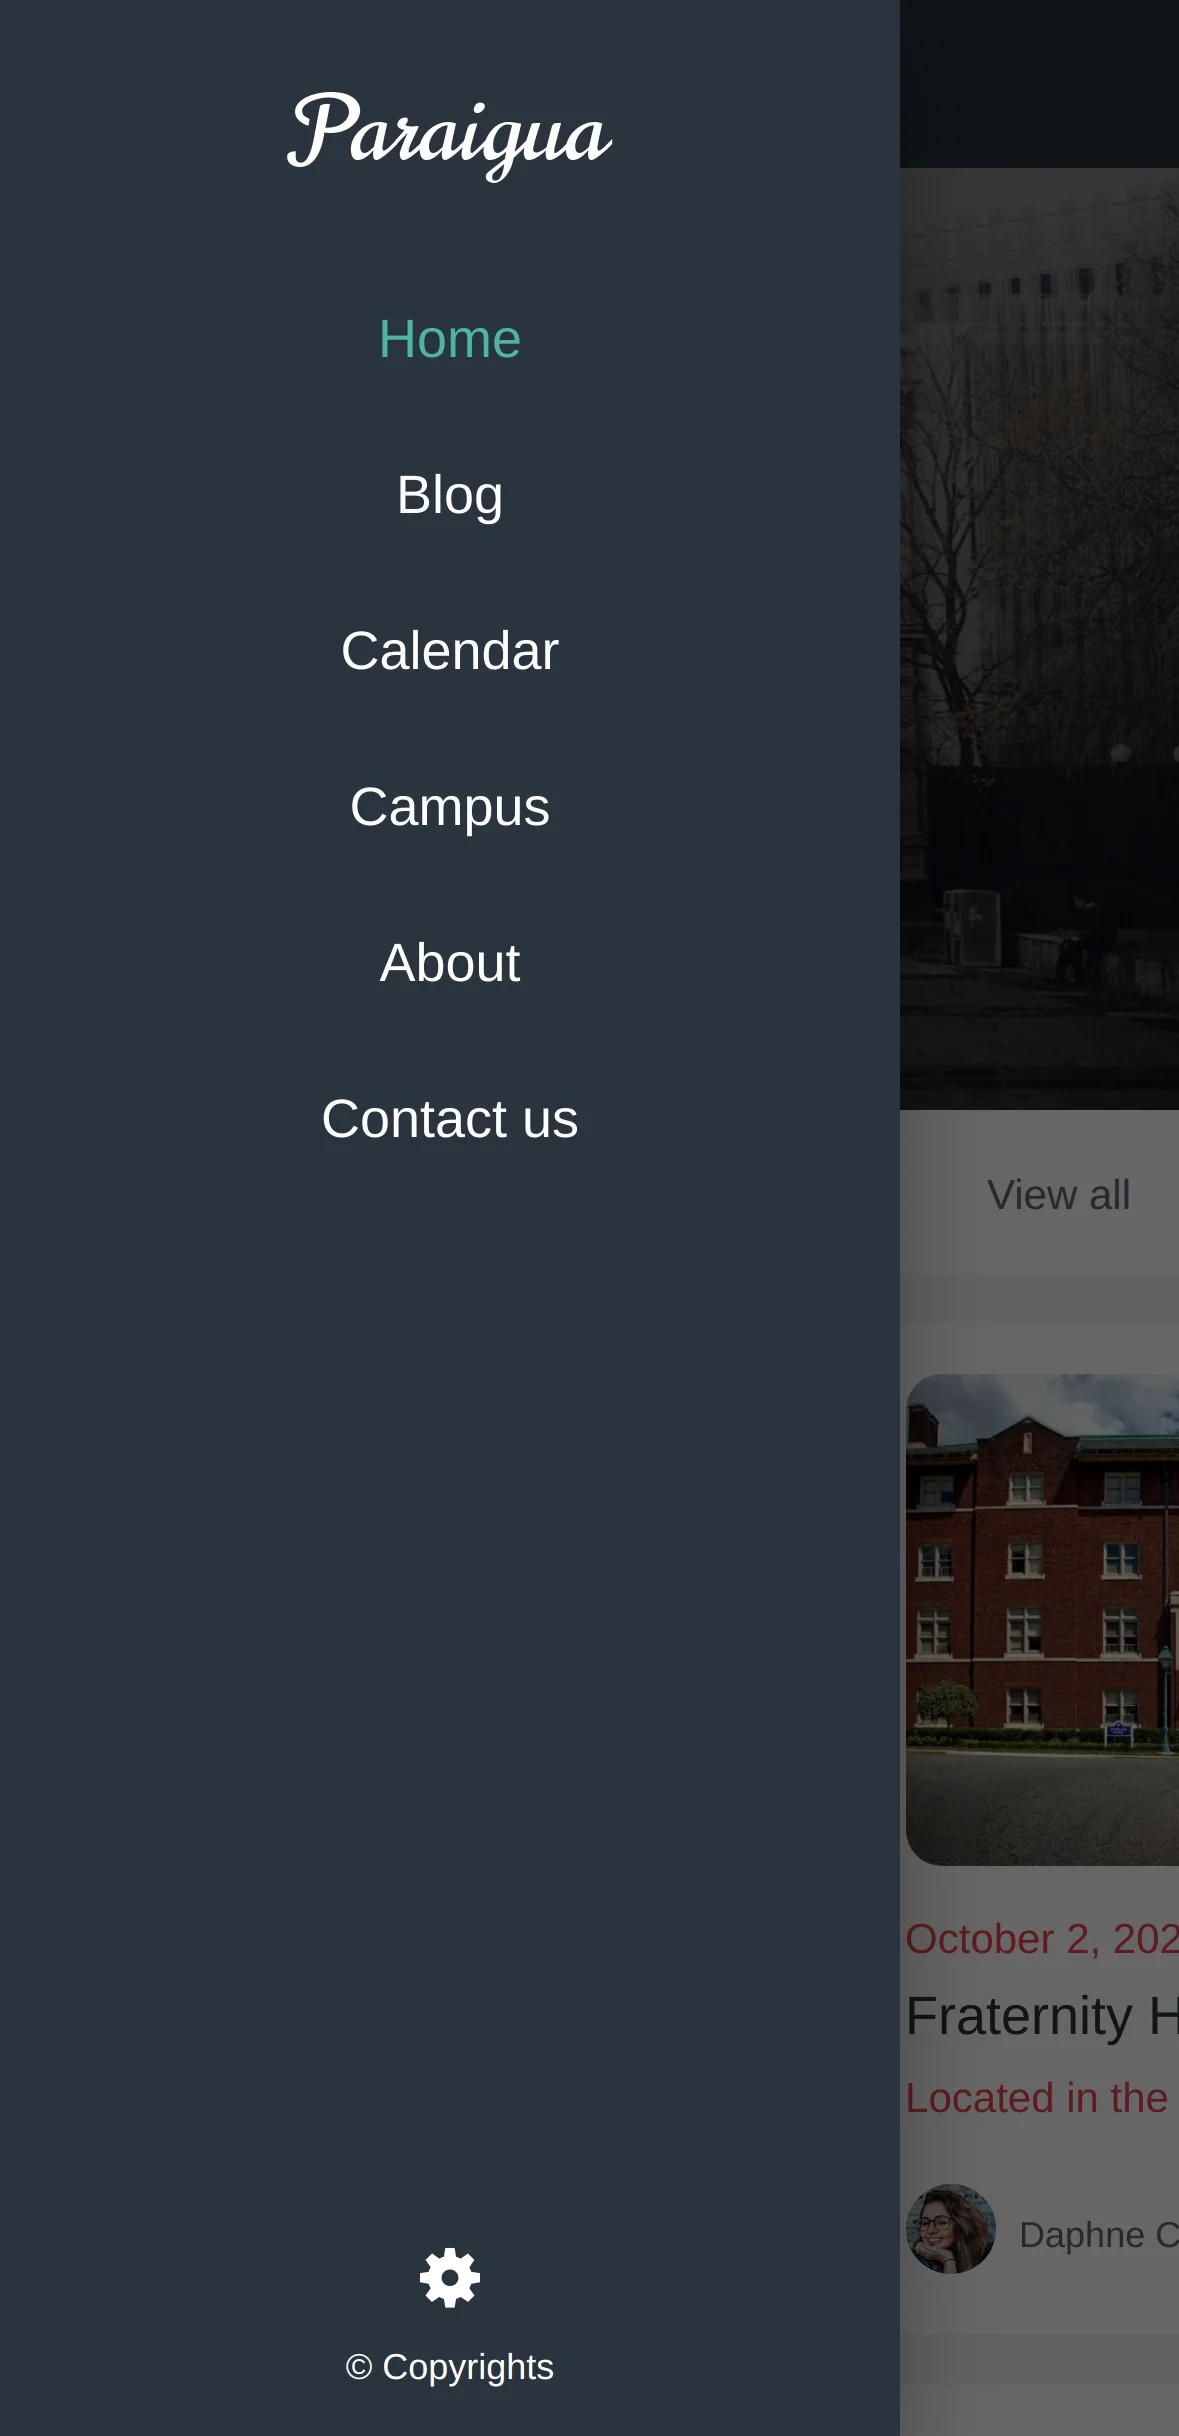 Paraigua
Home
Blog
Calendar
Campus
About
Contact us
© Copyrights
View all
October 2, 202
Fraternity H
Located in the
Daphne C